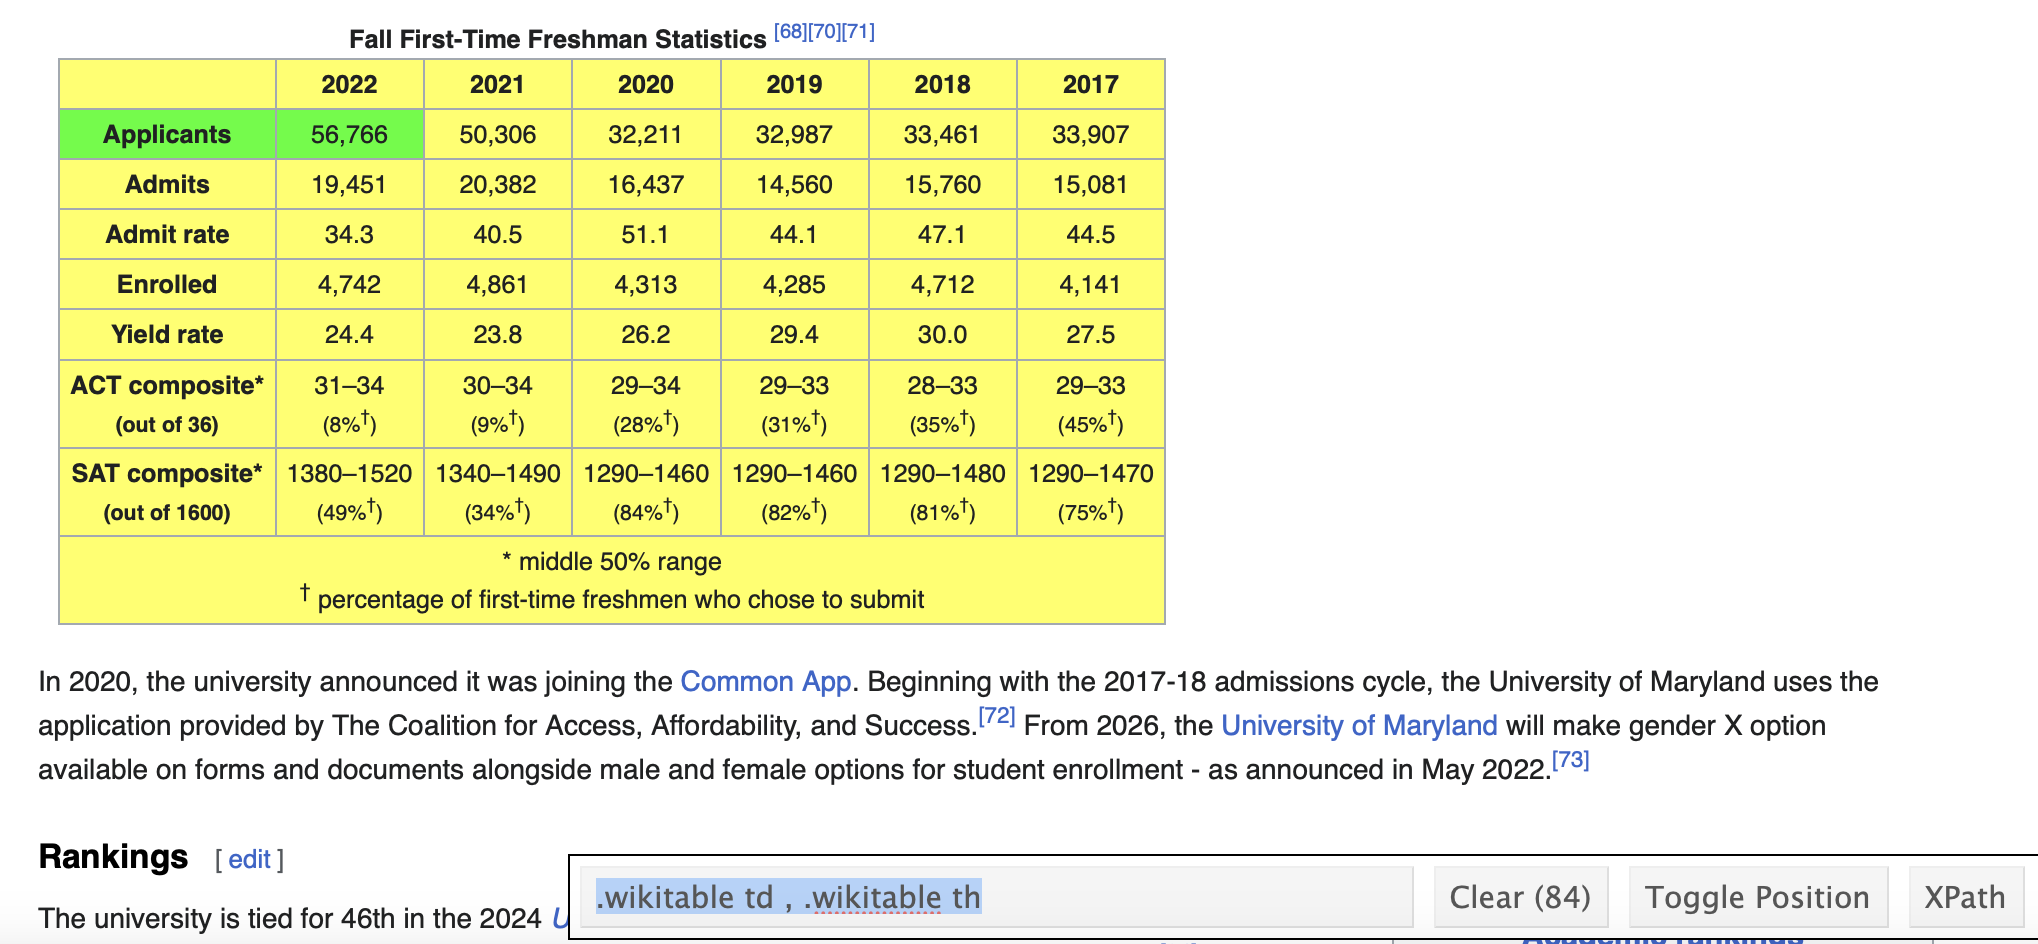 Fall First-Time Freshman Statistics [68][70][71]
2022 2021 2020 2019 2018 2017
Applicants 56,766 50,306 32,211 32,987 33,461 33,907
Admits 19,451 20,382 16,437 14,560 15,760 15,081
Admit rate 34.3 40.5 51.1 44.1 47.1 44.5
Enrolled 4,742 4,861 4,313 4,285 4,712 4,141
Yield rate 24.4 23.8 26.2 29.4 30.0 27.5
ACT composite* 31–34 30–34 29–34 29–33 28–33 29–33
(out of 36) (8%†) (9%†) (28%†) (31%†) (35%†) (45%†)
SAT composite* 1380–1520 1340–1490 1290–1460 1290–1460 1290–1480 1290–1470
(out of 1600) (49%†) (34%†) (84%†) (82%†) (81%†) (75%†)
* middle 50% range
† percentage of first-time freshmen who chose to submit
In 2020, the university announced it was joining the Common App. Beginning with the 2017-18 admissions cycle, the University of Maryland uses the
application provided by The Coalition for Access, Affordability, and Success.[72] From 2026, the University of Maryland will make gender X option
available on forms and documents alongside male and female options for student enrollment - as announced in May 2022.[73]
Rankings [ edit ]
.wikitable td , .wikitable th Clear (84) Toggle Position XPath
The university is tied for 46th in the 2024